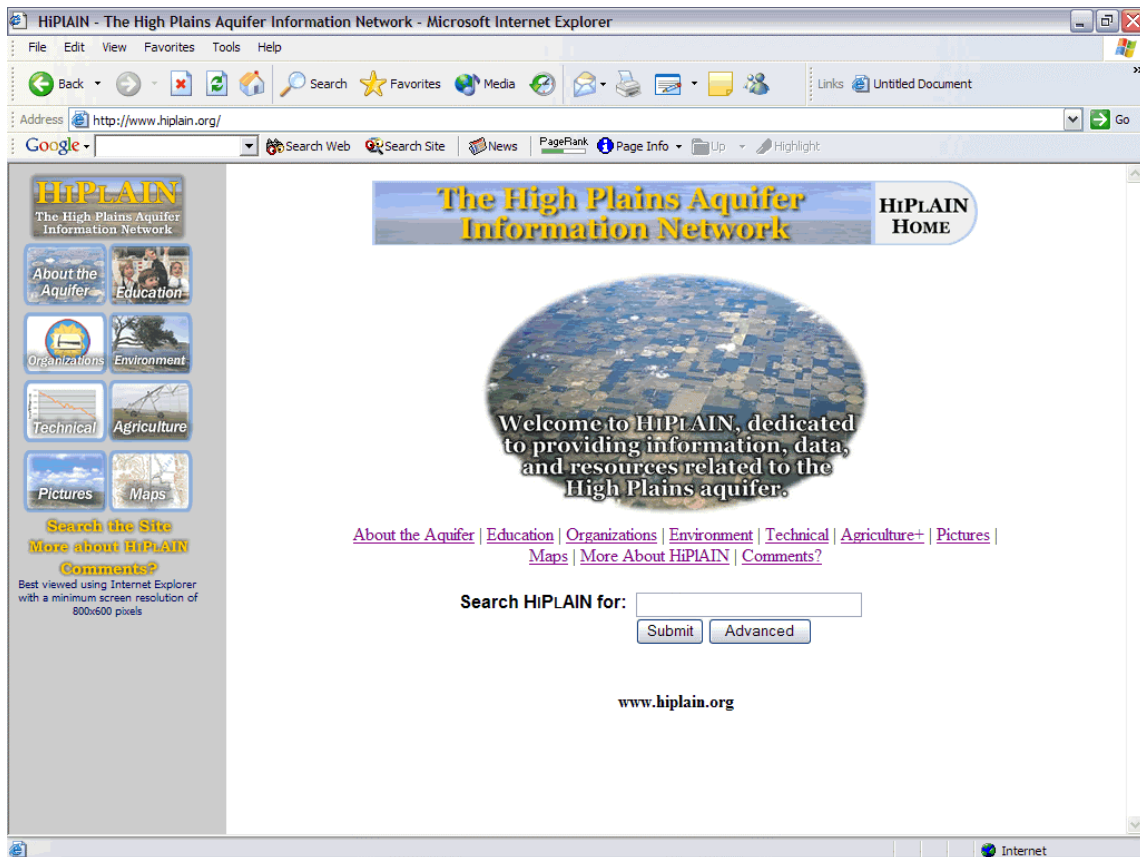 HiPlAIN - The High Plains Aquifer Information Network - Microsoft Internet Explorer
File Edit View Favorites Tools Help
Back Search Favorites Media Links Untitled Document »
Address http://www.hiplain.org/ Go
Google Search Web Search Site News PageRank Page Info Up Highlight
HIPLAIN
The High Plains Aquifer
Information Network
About the
Aquifer
Education
Organizations
Environment
Technical
Agriculture
Pictures
Maps
Search the Site
More about HIPLAIN
Comments?
Best viewed using Internet Explorer
with a minimum screen resolution of
800x600 pixels
The High Plains Aquifer
Information Network
HIPLAIN
HOME
Welcome to HIPLAIN, dedicated
to providing information, data,
and resources related to the
High Plains aquifer.
About the Aquifer | Education | Organizations | Environment | Technical | Agriculture+ | Pictures |
Maps | More About HiPlAIN | Comments?
Search HIPLAIN for:
Submit Advanced
www.hiplain.org
Internet